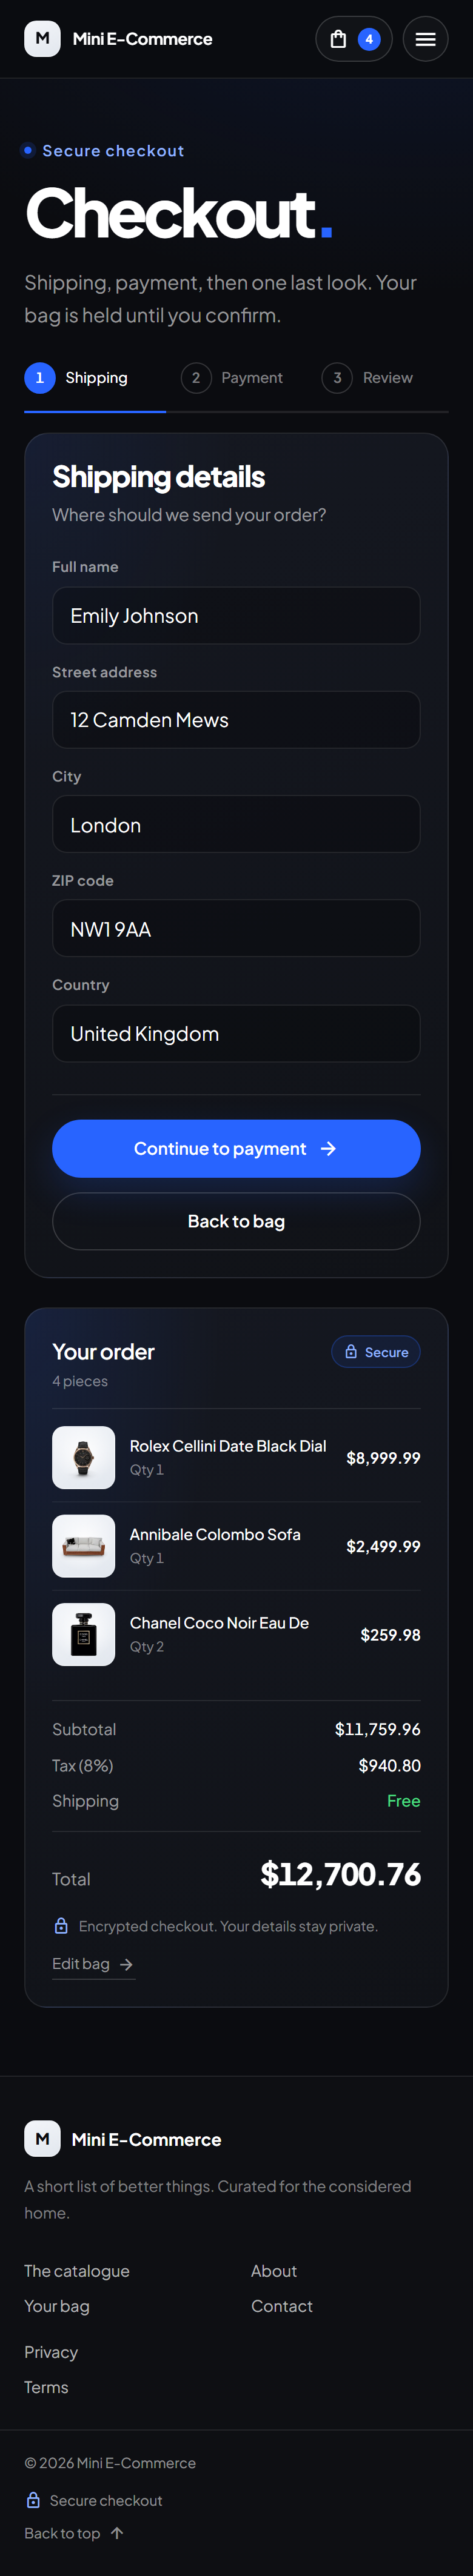 M Mini E-Commerce 4
Secure checkout
Checkout.
Shipping, payment, then one last look. Your
bag is held until you confirm.
1 Shipping 2 Payment 3 Review
Shipping details
Where should we send your order?
Full name
Emily Johnson
Street address
12 Camden Mews
City
London
ZIP code
NW1 9AA
Country
United Kingdom
Continue to payment →
Back to bag
Your order Secure
4 pieces
Rolex Cellini Date Black Dial $8,999.99
Qty 1
Annibale Colombo Sofa $2,499.99
Qty 1
Chanel Coco Noir Eau De $259.98
Qty 2
Subtotal $11,759.96
Tax (8%) $940.80
Shipping Free
Total $12,700.76
Encrypted checkout. Your details stay private.
Edit bag →
M Mini E-Commerce
A short list of better things. Curated for the considered
home.
The catalogue About
Your bag Contact
Privacy
Terms
© 2026 Mini E-Commerce
Secure checkout
Back to top ↑